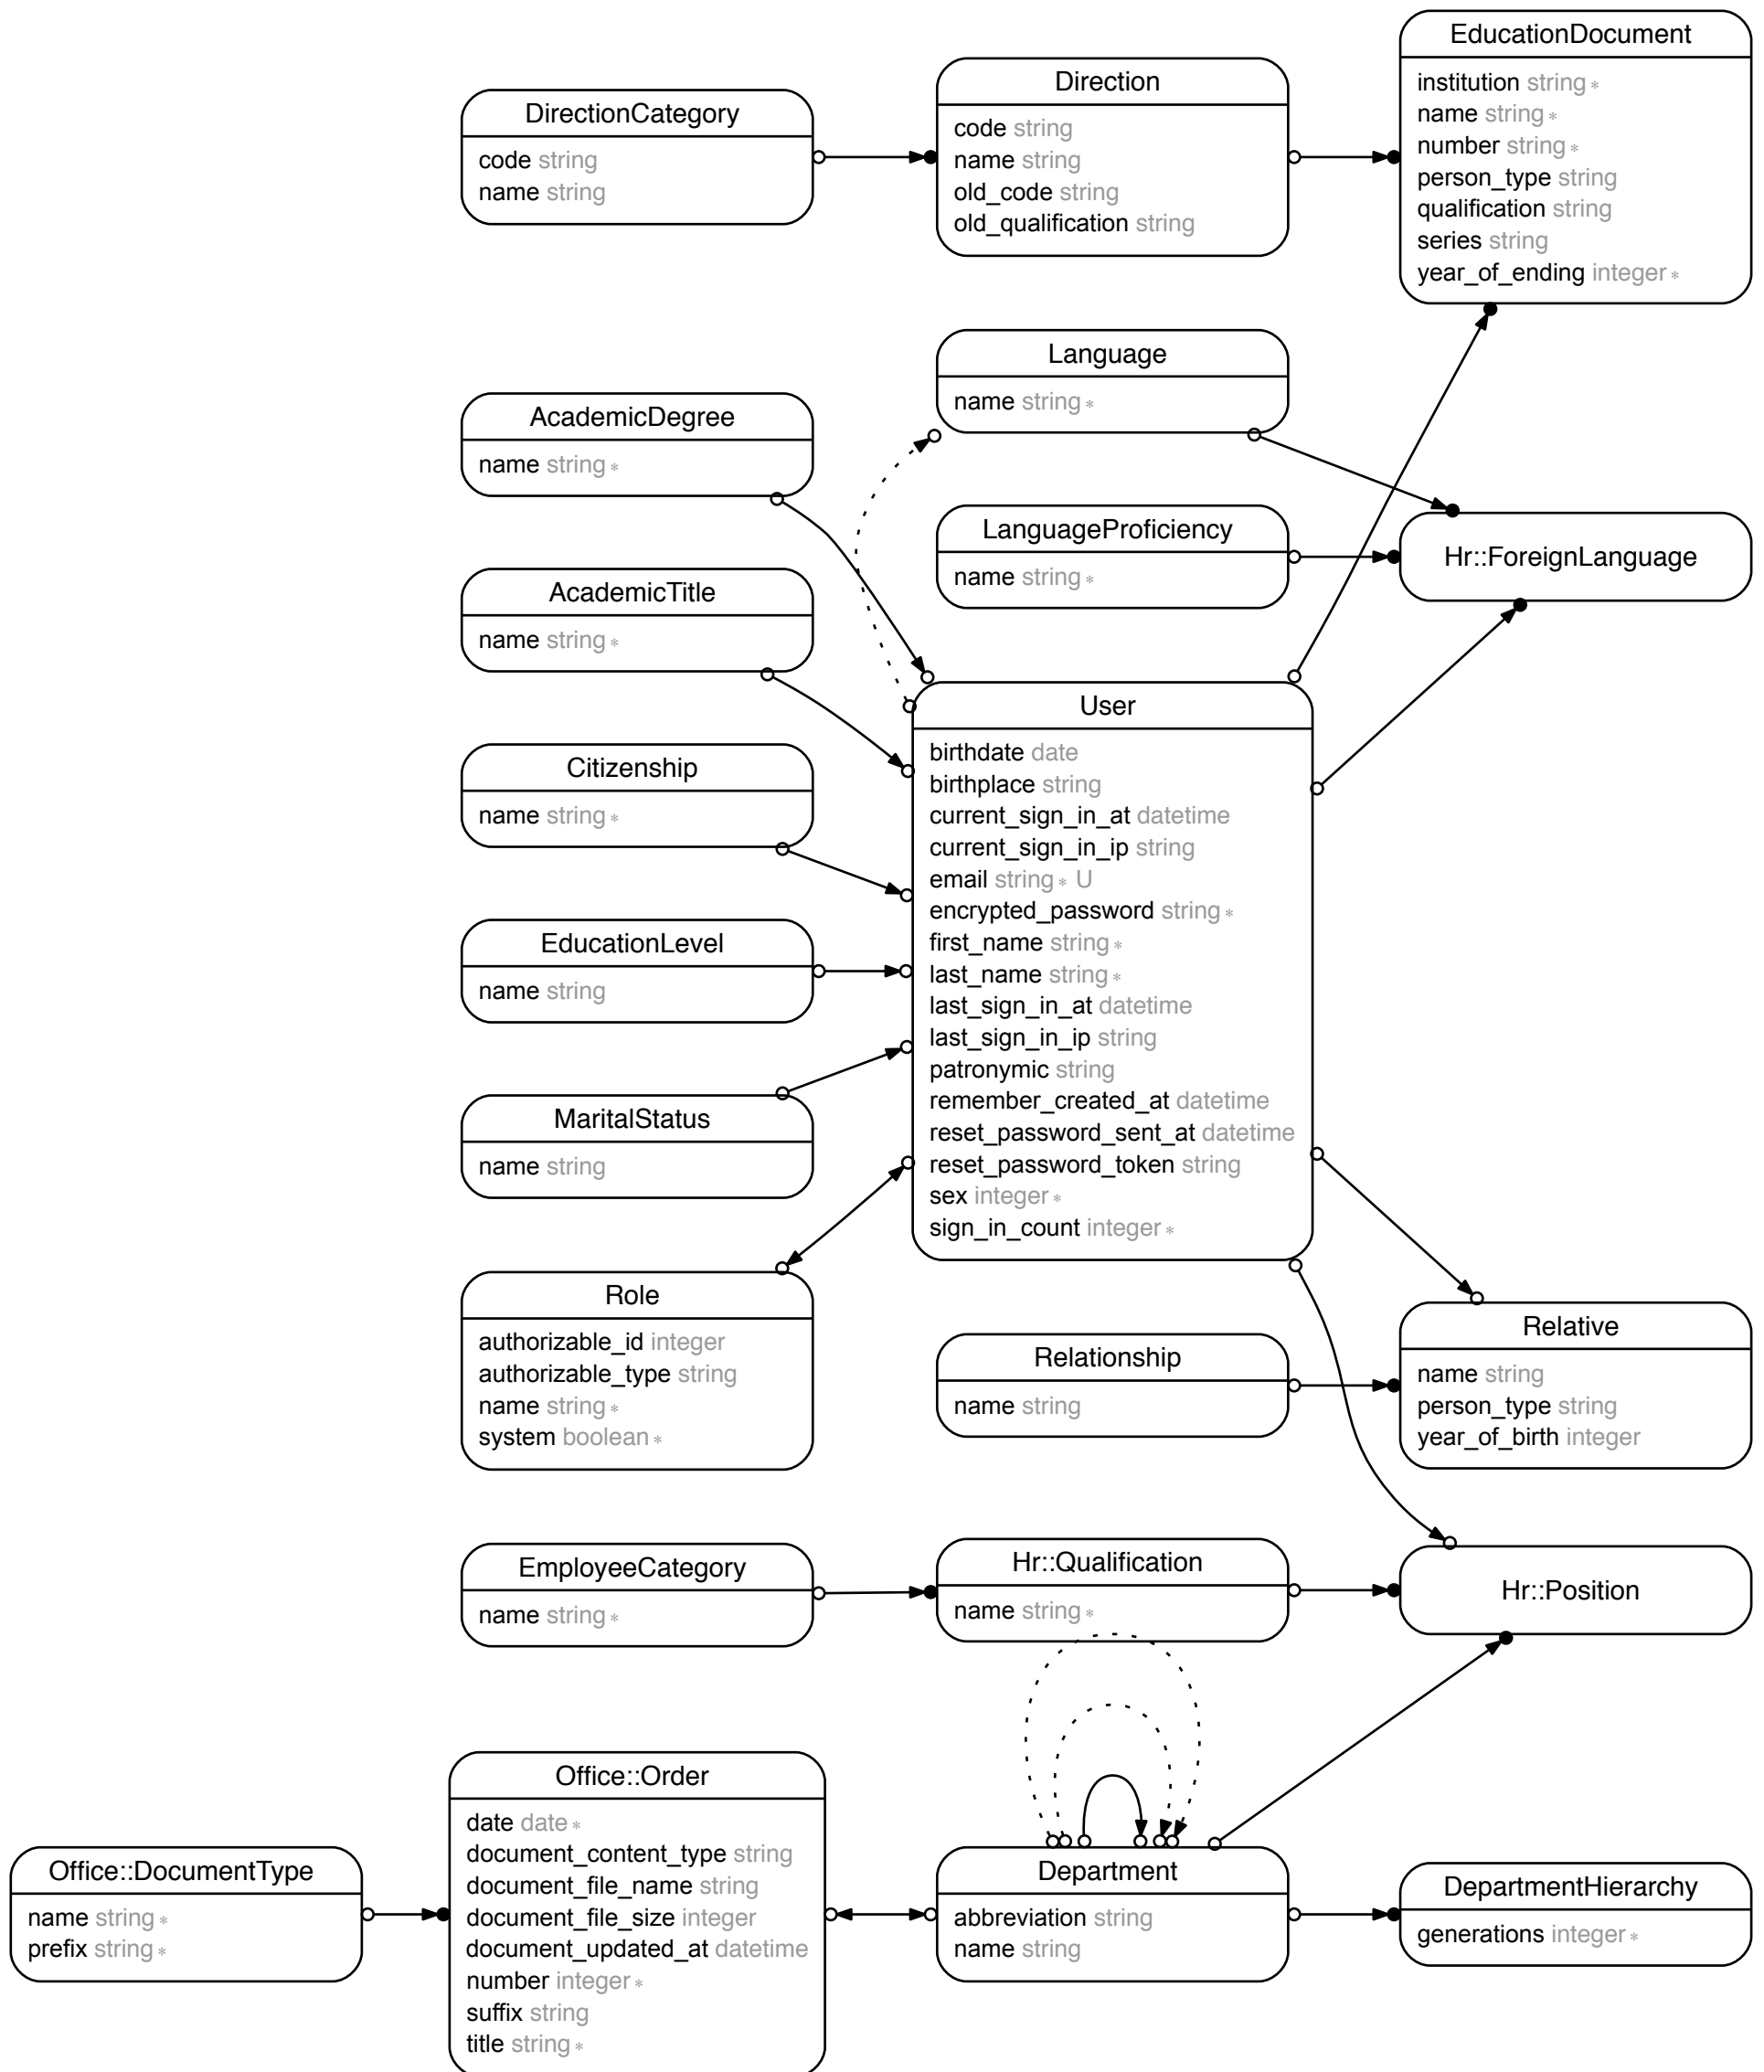 EducationDocument
institution string *
name string *
number string *
person_type string
qualification string
series string
year_of_ending integer *
Direction
code string
name string
old_code string
old_qualification string
DirectionCategory
code string
name string
Language
name string *
AcademicDegree
name string *
LanguageProficiency
name string *
Hr::ForeignLanguage
AcademicTitle
name string *
User
birthdate date
birthplace string
current_sign_in_at datetime
current_sign_in_ip string
email string * U
encrypted_password string *
first_name string *
last_name string *
last_sign_in_at datetime
last_sign_in_ip string
patronymic string
remember_created_at datetime
reset_password_sent_at datetime
reset_password_token string
sex integer *
sign_in_count integer *
Citizenship
name string *
EducationLevel
name string
MaritalStatus
name string
Role
authorizable_id integer
authorizable_type string
name string *
system boolean *
Relationship
name string
Relative
name string
person_type string
year_of_birth integer
EmployeeCategory
name string *
Hr::Qualification
name string *
Hr::Position
Office::Order
date date *
document_content_type string
document_file_name string
document_file_size integer
document_updated_at datetime
number integer *
suffix string
title string *
Office::DocumentType
name string *
prefix string *
Department
abbreviation string
name string
DepartmentHierarchy
generations integer *